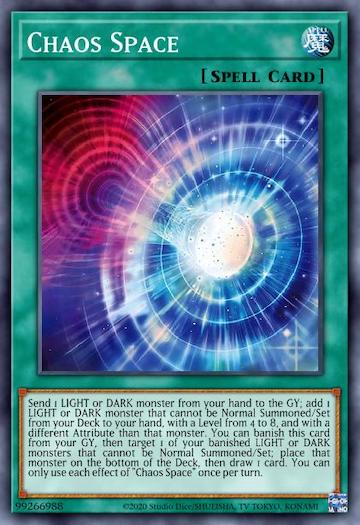 CHAOS SPACE
魔
[ SPELL CARD ]
Send 1 LIGHT or DARK monster from your hand to the GY; add 1
LIGHT or DARK monster that cannot be Normal Summoned/Set
from your Deck to your hand, with a Level from 4 to 8, and with a
different Attribute than that monster. You can banish this card
from your GY, then target 1 of your banished LIGHT or DARK
monsters that cannot be Normal Summoned/Set; place that
monster on the bottom of the Deck, then draw 1 card. You can
only use each effect of "Chaos Space" once per turn.
99266988
©2020 Studio Dice/SHUEISHA, TV TOKYO, KONAMI